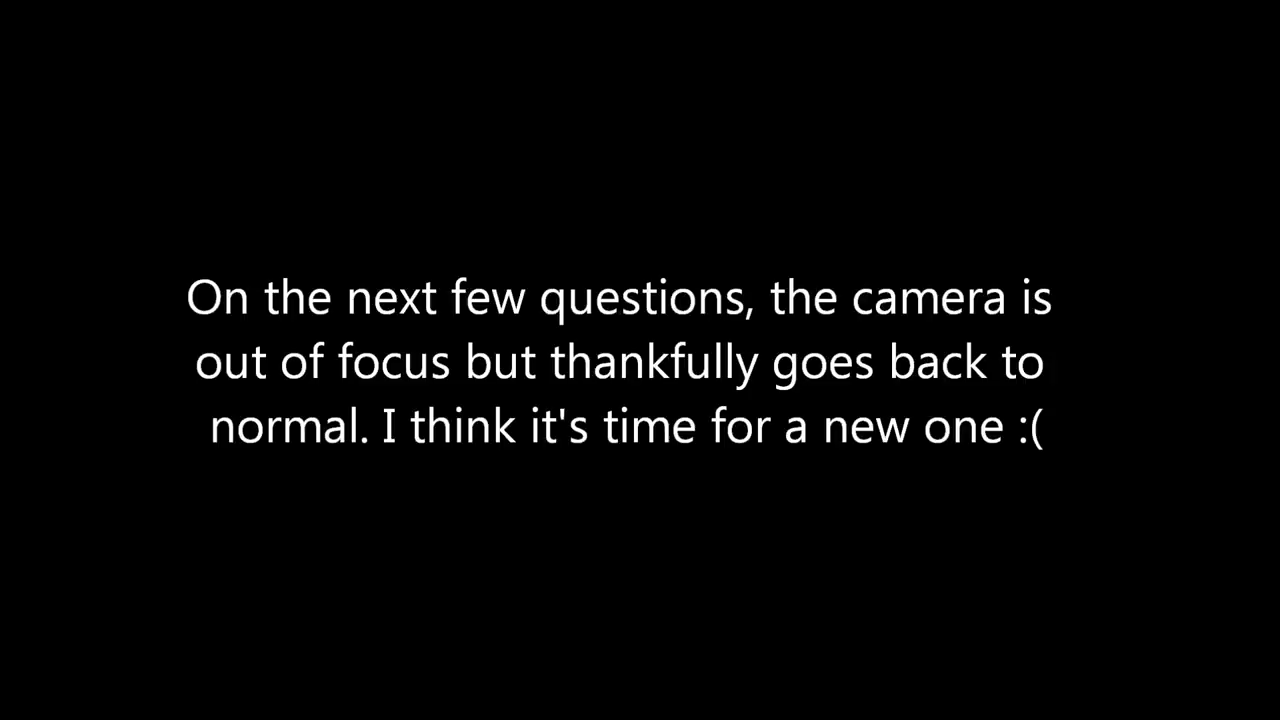 On the next few questions, the camera is
out of focus but thankfully goes back to
normal. I think it's time for a new one :(